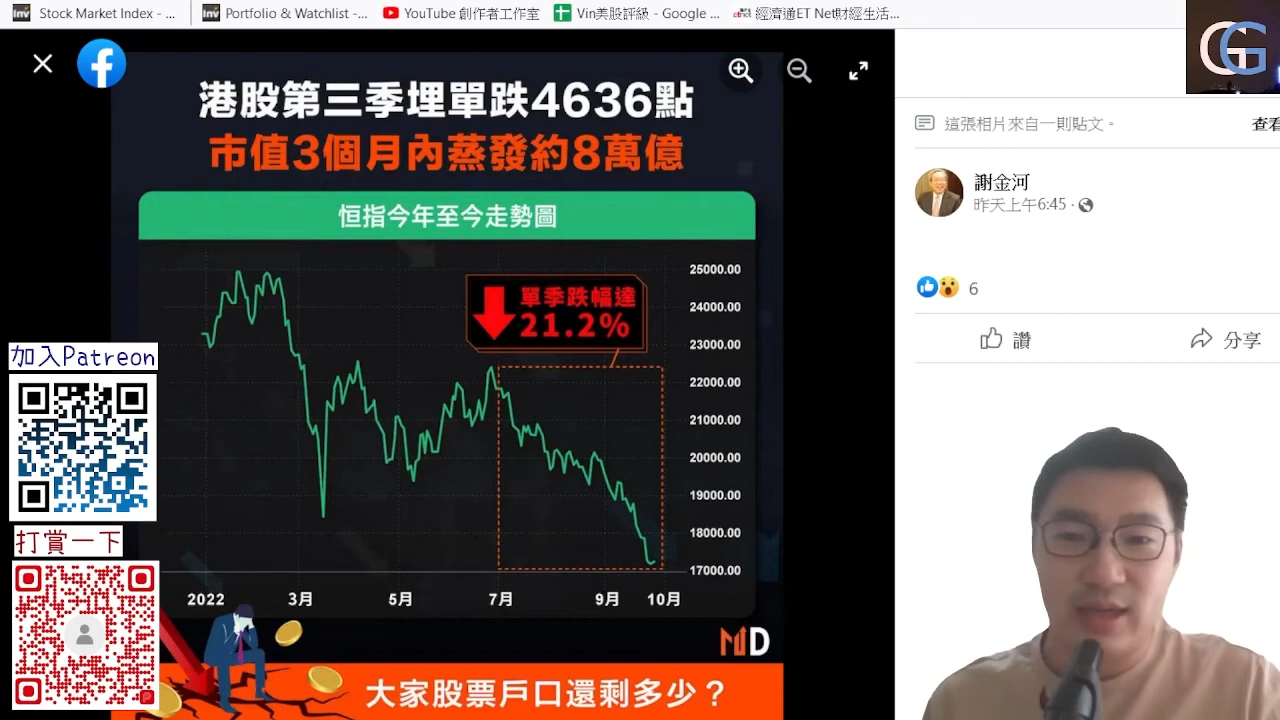 Stock Market Index - ...
Portfolio & Watchlist -...
YouTube 創作者工作室
Vin美股評級 - Google ...
經濟通ET Net財經生活...
GG
港股第三季埋單跌4636點
市值3個月內蒸發約8萬億
恒指今年至今走勢圖
單季跌幅達
21.2%
25000.00
24000.00
23000.00
22000.00
21000.00
20000.00
19000.00
18000.00
17000.00
2022
3月
5月
7月
9月
10月
MD
大家股票戶口還剩多少？
加入Patreon
打賞一下
這張相片來自一則貼文。
查看
謝金河
昨天上午6:45 ·
6
讚
分享